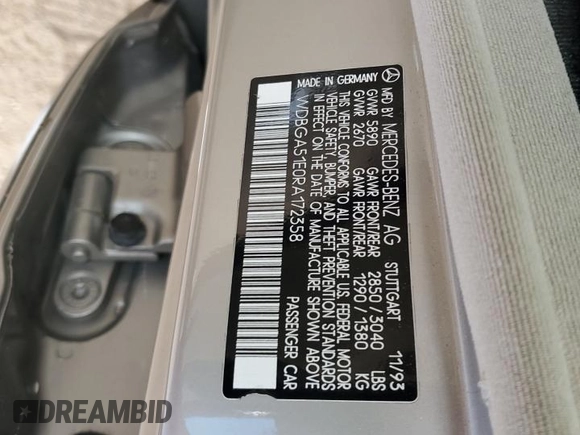 MFD BY MERCEDES-BENZ AG STUTTGART 11/93
GVWR 5890 GAWR FRONT/REAR 2850/3040 LBS
GVWR 2670 GAWR FRONT/REAR 1290/1380 KG
THIS VEHICLE CONFORMS TO ALL APPLICABLE U.S. FEDERAL MOTOR
VEHICLE SAFETY, BUMPER, AND THEFT PREVENTION STANDARDS
IN EFFECT ON THE DATE OF MANUFACTURE SHOWN ABOVE
WDBGA51E0RA172358 PASSENGER CAR
MADE IN GERMANY
DREAMBID